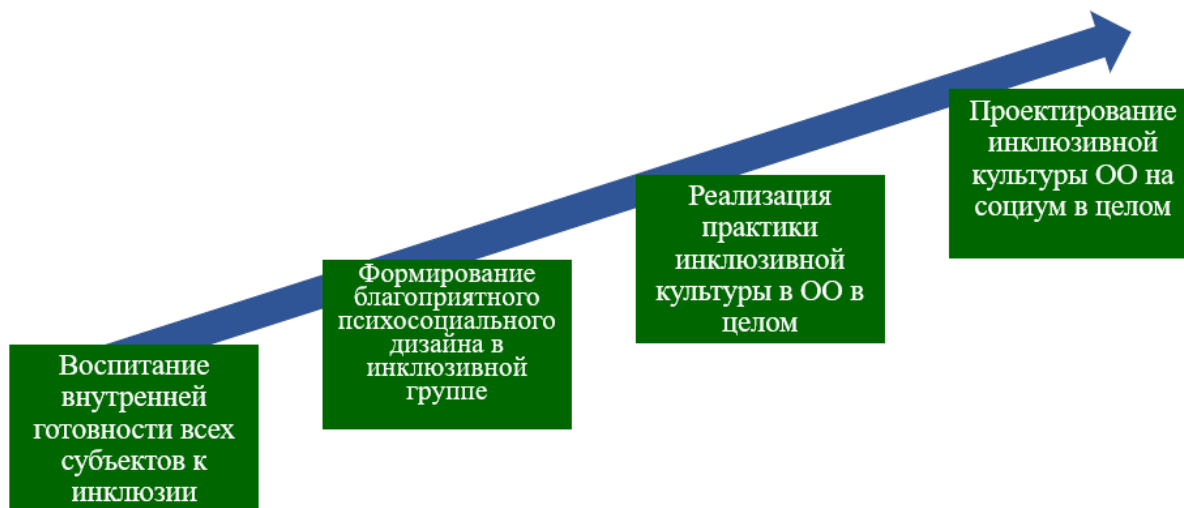 Воспитание
внутренней
готовности всех
субъектов к
инклюзии
Формирование
благоприятного
психосоциального
дизайна в
инклюзивной
группе
Реализация
практики
инклюзивной
культуры в ОО в
целом
Проектирование
инклюзивной
культуры ОО на
социум в целом